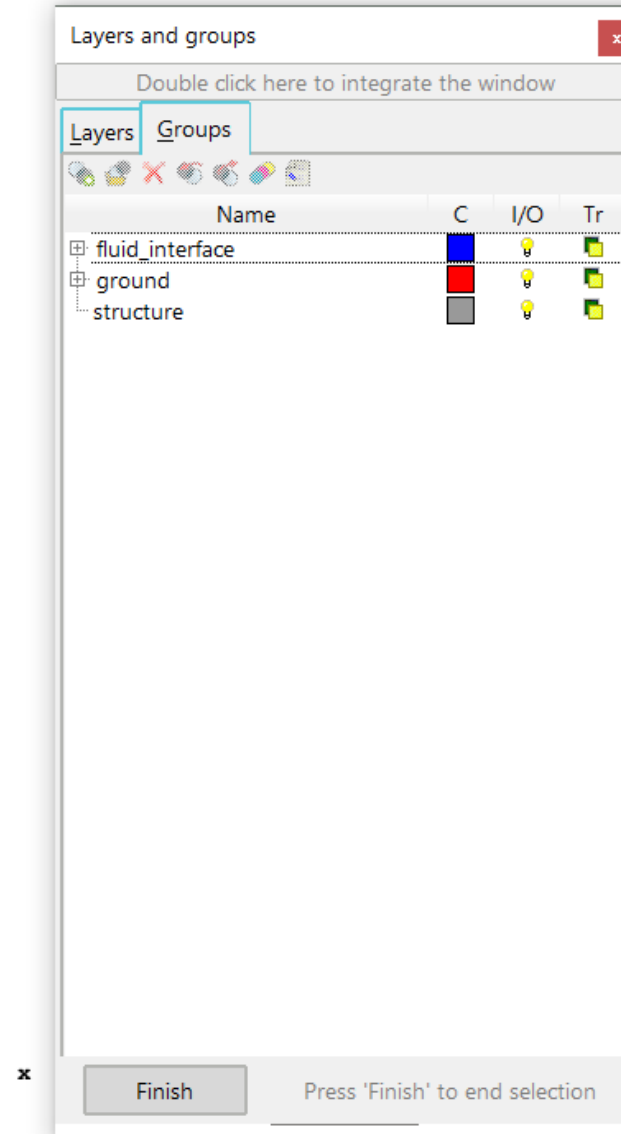 Layers and groups
x
Double click here to integrate the window
Layers Groups
Name C I/O Tr
fluid_interface
ground
structure
x
Finish Press 'Finish' to end selection